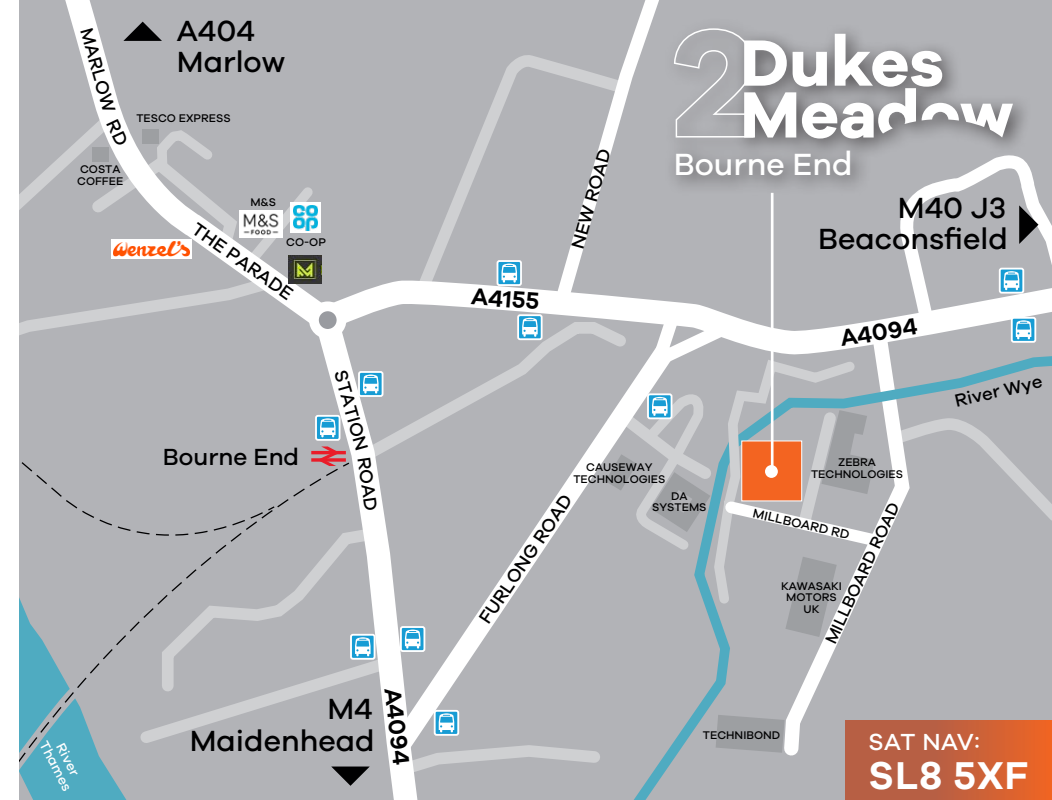 A404
Marlow
MARLOW RD
TESCO EXPRESS
COSTA
COFFEE
2 Dukes
Meadow
Bourne End
NEW ROAD
M&S
M&S
FOOD
CO
OP
CO-OP
M
Wenzel's
THE PARADE
M40 J3
Beaconsfield
A4155
A4094
River Wye
STATION ROAD
Bourne End
CAUSEWAY
TECHNOLOGIES
DA
SYSTEMS
ZEBRA
TECHNOLOGIES
MILLBOARD RD
FURLONG ROAD
KAWASAKI
MOTORS
UK
MILLBOARD ROAD
M4
Maidenhead
A4094
TECHNIBOND
River
Thames
SAT NAV:
SL8 5XF